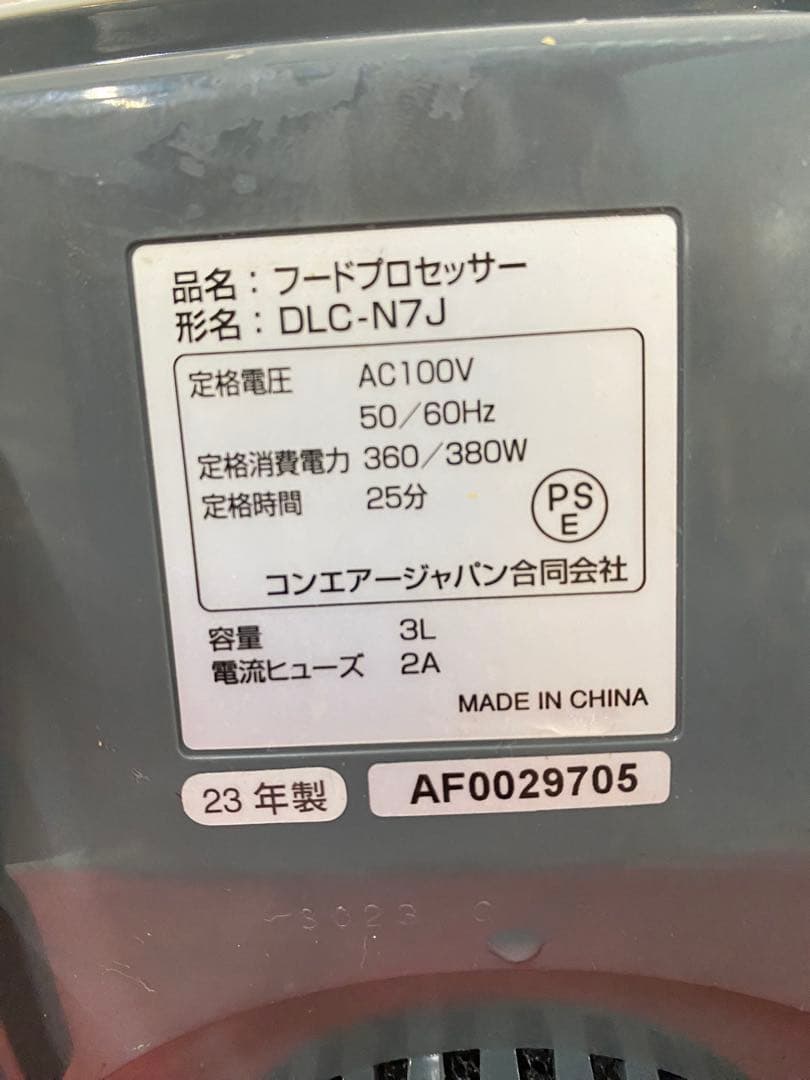 品名：フードプロセッサー
形名：DLC-N7J
定格電圧 AC100V
50／60Hz
定格消費電力 360／380W
定格時間 25分
PS
E
コンエアージャパン合同会社
容量 3L
電流ヒューズ 2A
MADE IN CHINA
23 年製
AF0029705